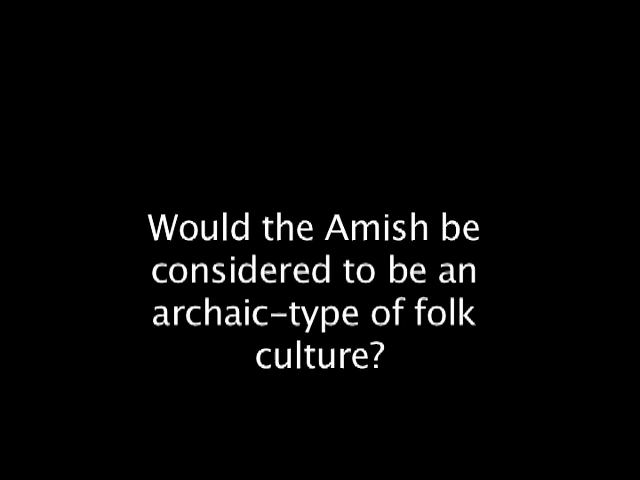 Would the Amish be
considered to be an
archaic-type of folk
culture?